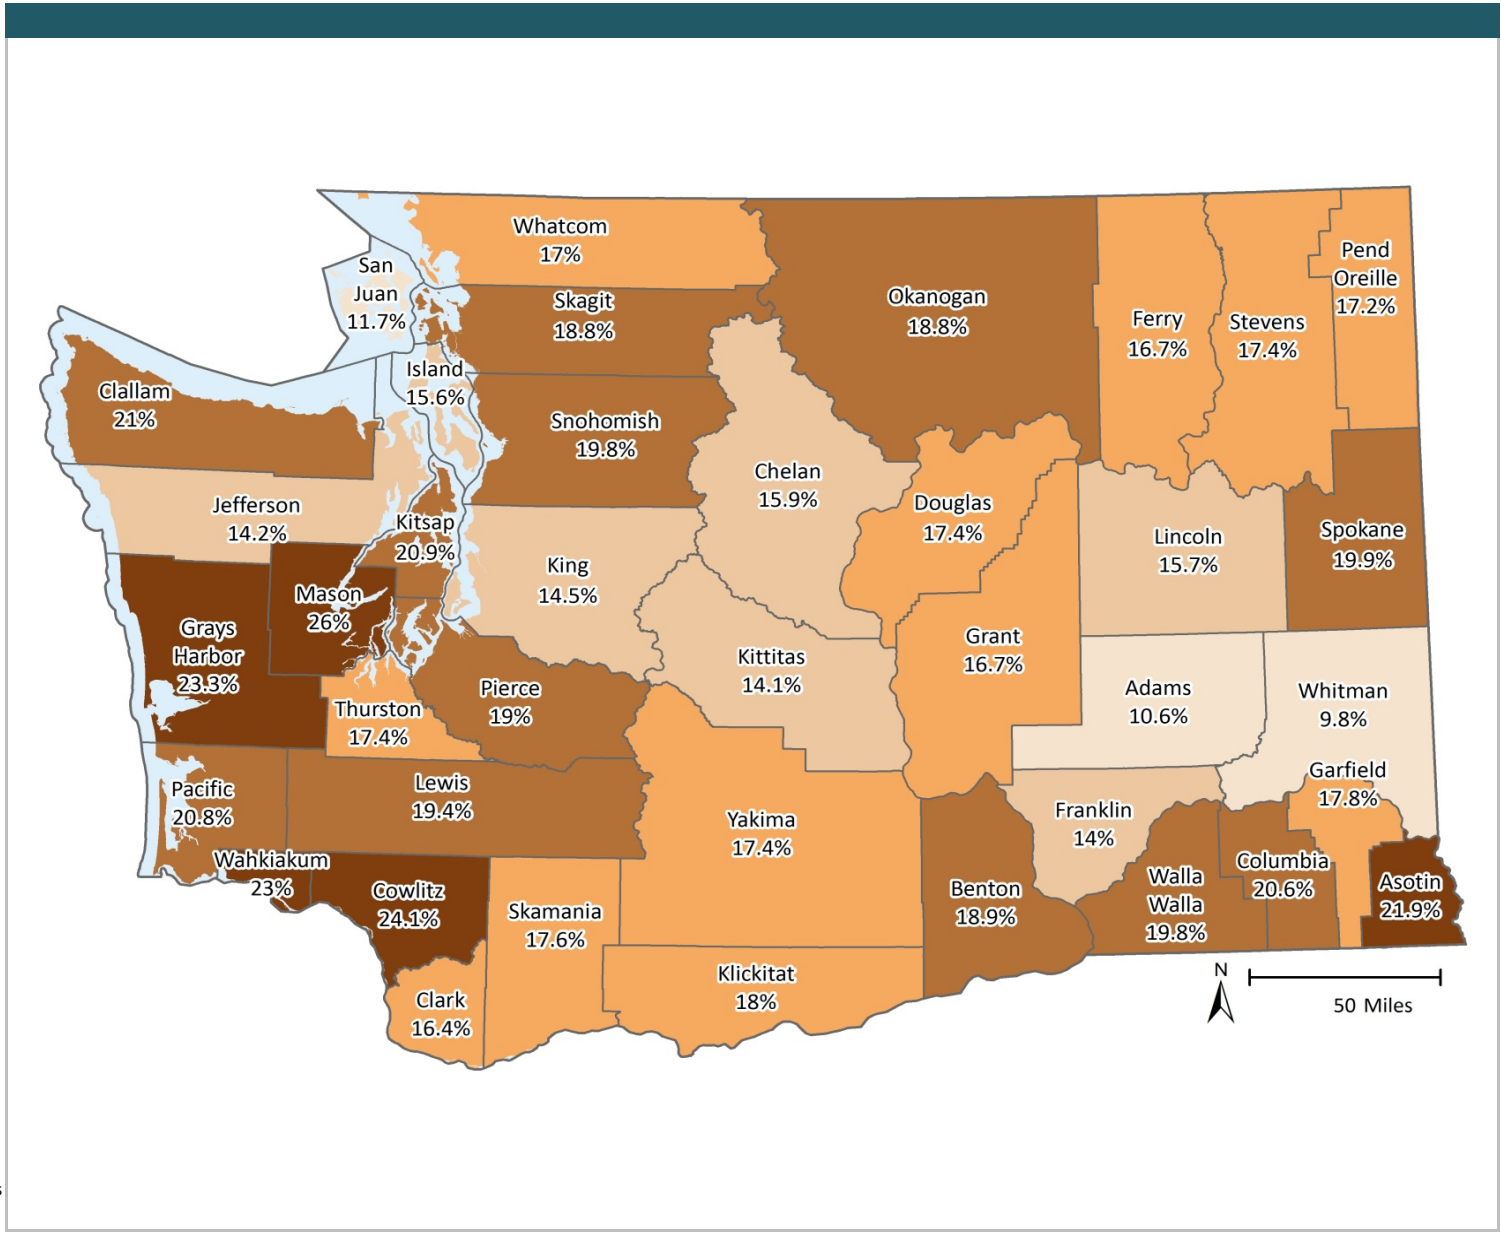 Whatcom
17%
San
Juan
11.7%
Skagit
18.8%
Okanogan
18.8%
Ferry
16.7%
Stevens
17.4%
Pend
Oreille
17.2%
Clallam
21%
Island
15.6%
Snohomish
19.8%
Chelan
15.9%
Douglas
17.4%
Jefferson
14.2%
Kitsap
20.9%
King
14.5%
Lincoln
15.7%
Spokane
19.9%
Mason
26%
Grays
Harbor
23.3%
Kittitas
14.1%
Grant
16.7%
Adams
10.6%
Whitman
9.8%
Thurston
17.4%
Pierce
19%
Pacific
20.8%
Lewis
19.4%
Yakima
17.4%
Franklin
14%
Garfield
17.8%
Wahkiakum
23%
Cowlitz
24.1%
Skamania
17.6%
Benton
18.9%
Walla
Walla
19.8%
Columbia
20.6%
Asotin
21.9%
Clark
16.4%
Klickitat
18%
N
50 Miles